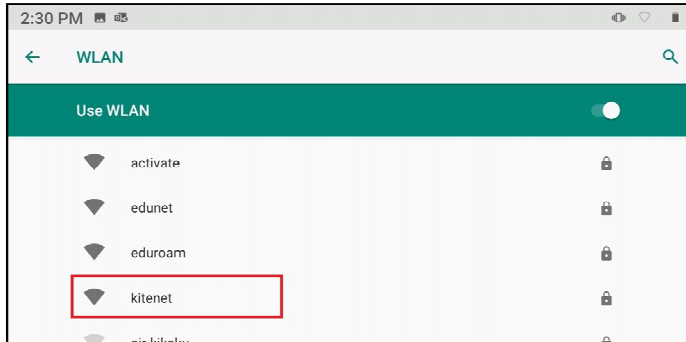 2:30 PM
WLAN
Use WLAN
activate
edunet
eduroam
kitenet